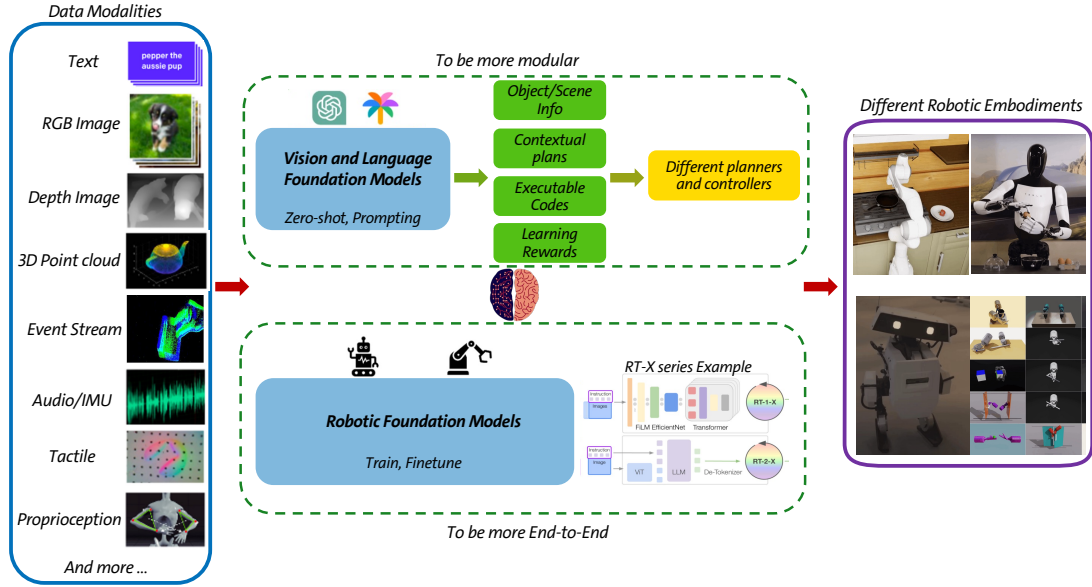 Data Modalities
Text
pepper the
aussie pup
RGB Image
Depth Image
3D Point cloud
Event Stream
Audio/IMU
Tactile
Proprioception
And more ...
To be more modular
Vision and Language
Foundation Models
Zero-shot, Prompting
Object/Scene
Info
Contextual
plans
Executable
Codes
Learning
Rewards
Different planners
and controllers
Robotic Foundation Models
Train, Finetune
RT-X series Example
Instruction
Images
FiLM EfficientNet
Transformer
RT-1-X
Instruction
Image
ViT
LLM
De-Tokenizer
RT-2-X
To be more End-to-End
Different Robotic Embodiments